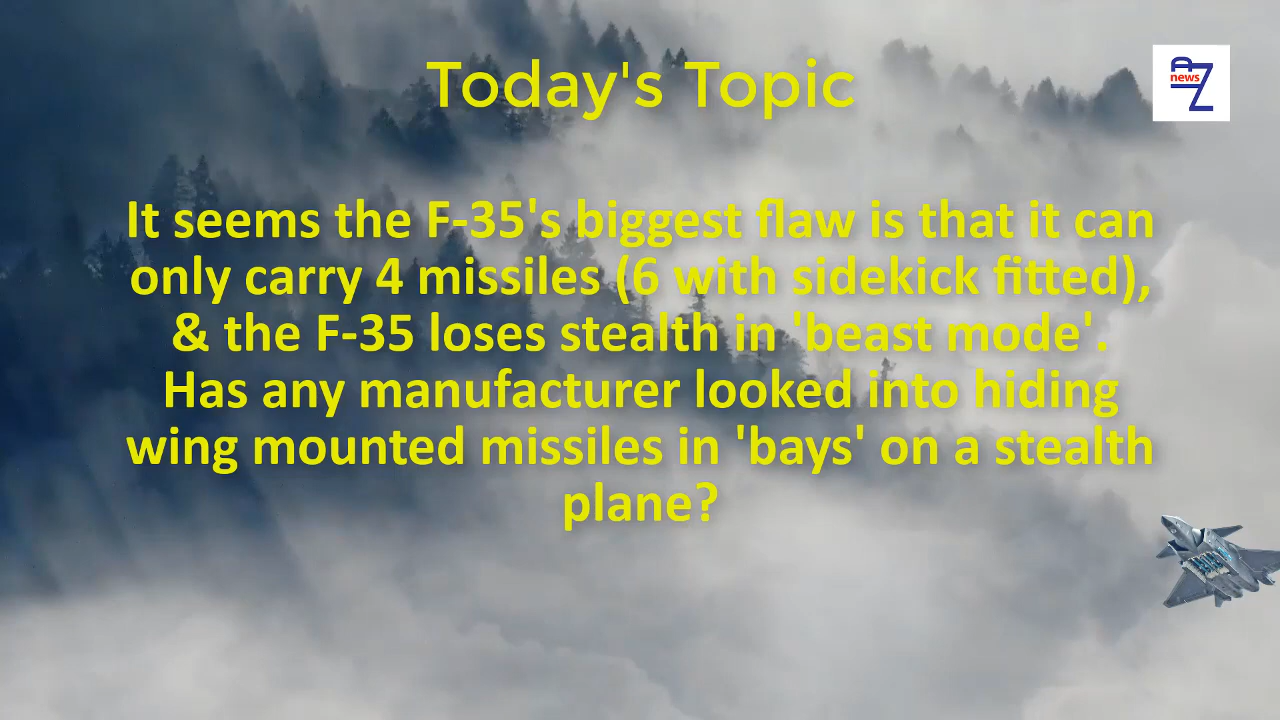 Today's Topic
A
news
Z
It seems the F-35's biggest flaw is that it can
only carry 4 missiles (6 with sidekick fitted),
& the F-35 loses stealth in 'beast mode'.
Has any manufacturer looked into hiding
wing mounted missiles in 'bays' on a stealth
plane?